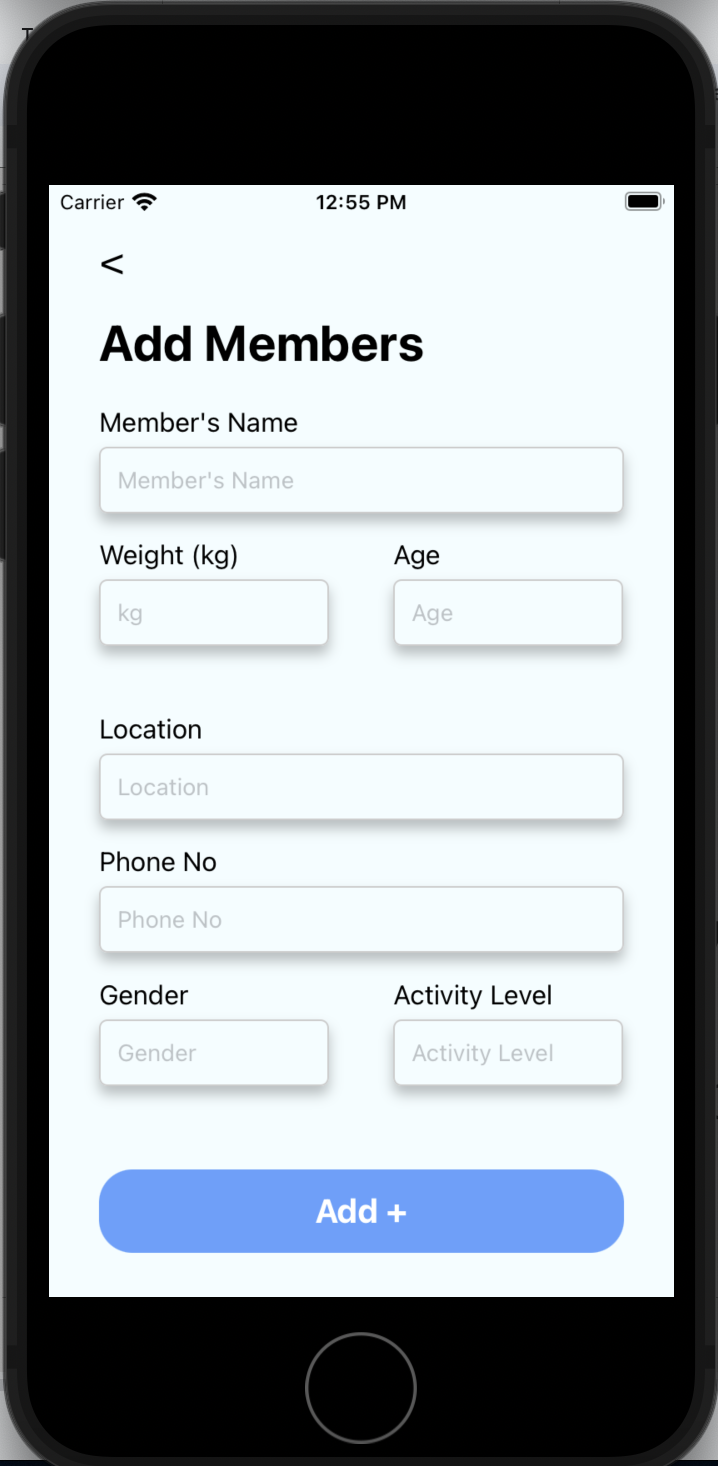 Carrier 12:55 PM
<
Add Members
Member's Name
Member's Name
Weight (kg) Age
kg Age
Location
Location
Phone No
Phone No
Gender Activity Level
Gender Activity Level
Add +